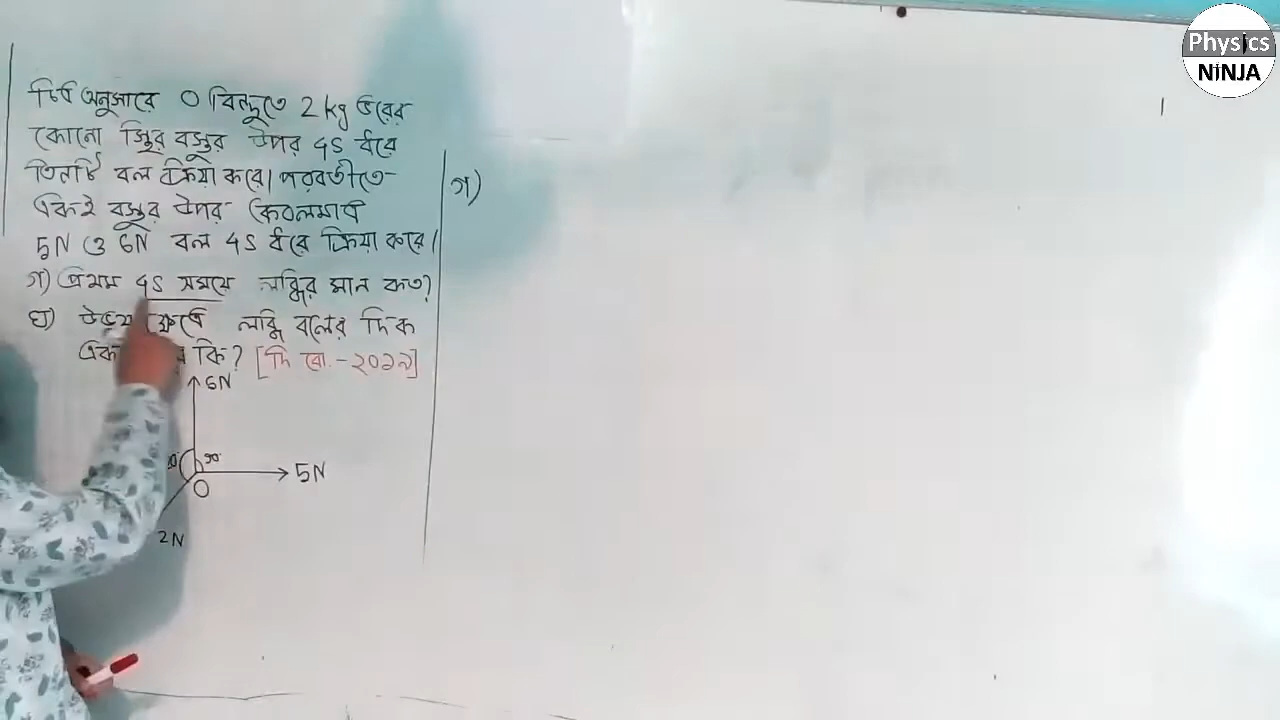 চিত্র অনুসারে O বিন্দুতে 2 kg ভরের
কোনো স্থির বস্তুর উপর 4S ধরে
তিনটি বল ক্রিয়া করে। পরবর্তীতে
একই বস্তুর উপর কেবলমাত্র
5N ও 6N বল 4S ধরে ক্রিয়া করে।
গ) প্রথম 4S সময়ে লব্ধির মান কত?
ঘ) উভয় ক্ষেত্রে লব্ধি বলের দিক
কি? [দি বো.-২০১৯]
6N
90°
5N
O
2N
গ)
Physics
NINJA